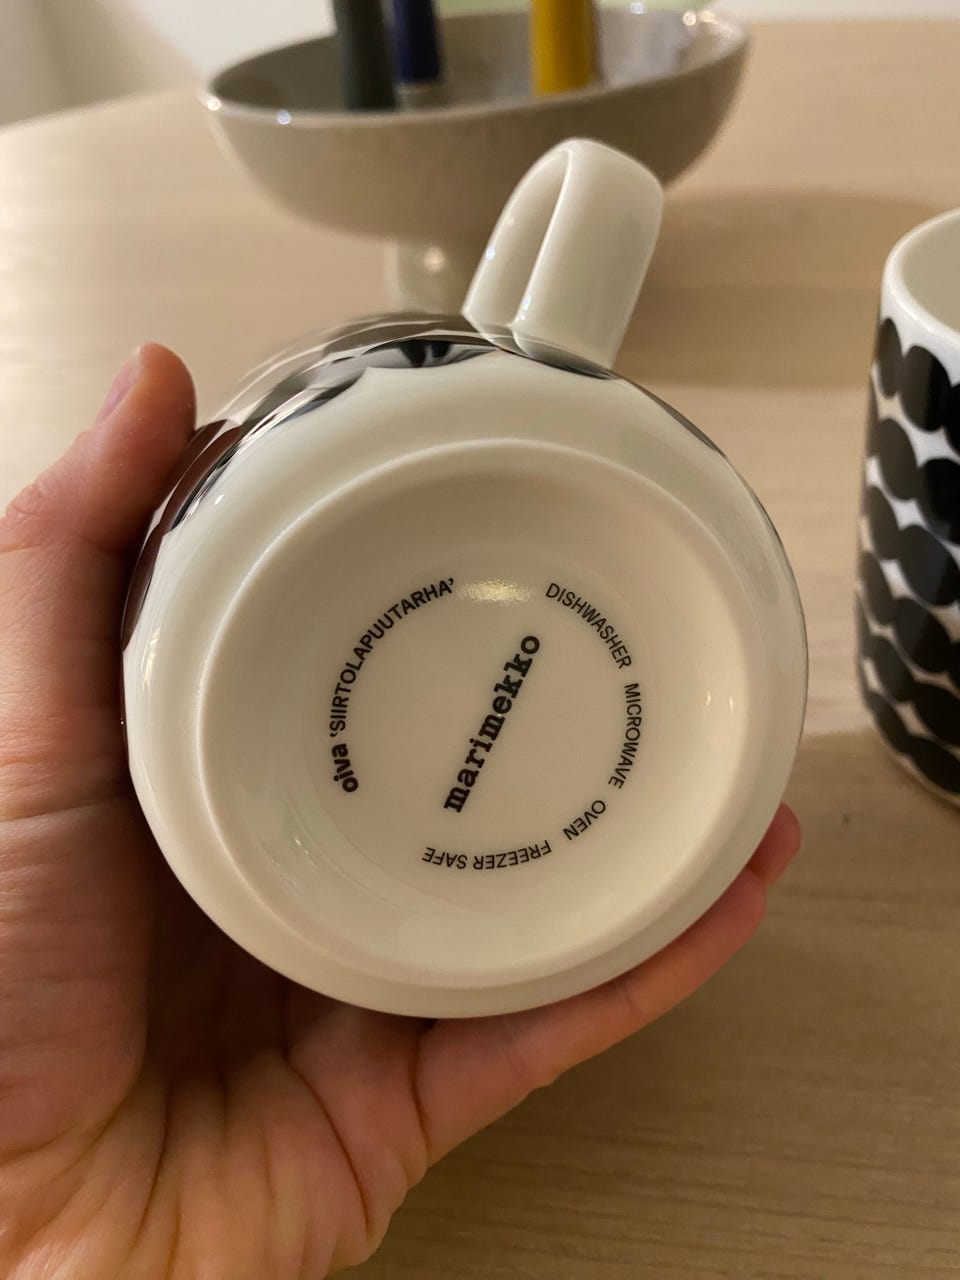 oiva ‘SIIRTOLAPUUTARHA’
marimekko
DISHWASHER MICROWAVE OVEN FREEZER SAFE